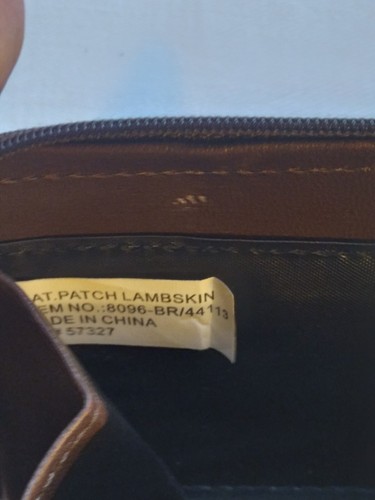 AT.PATCH LAMBSKIN
EM NO.:8096-BR/44113
DE IN CHINA
57327